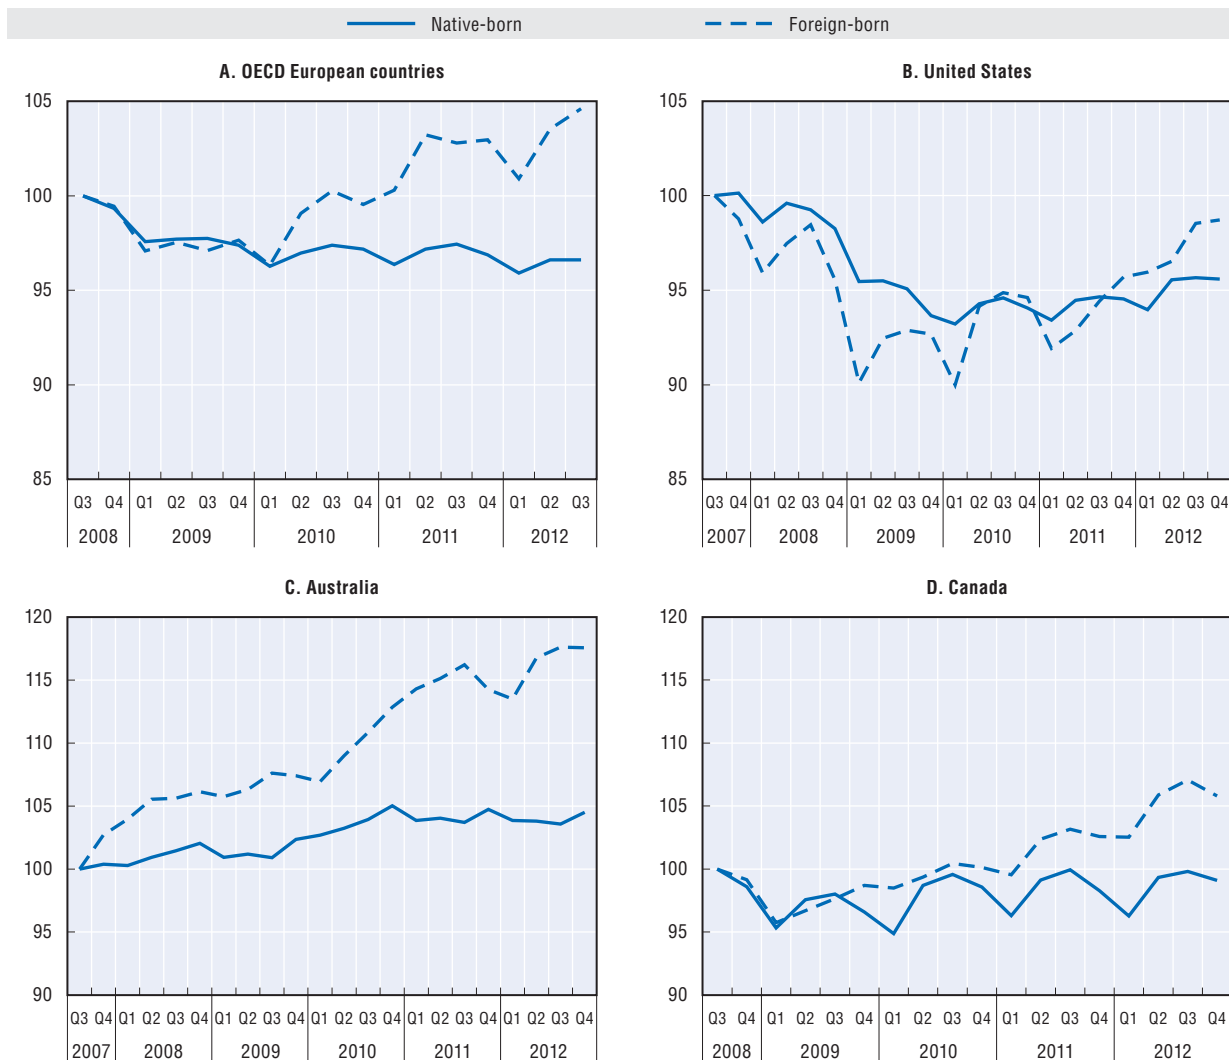 Native-born Foreign-born
A. OECD European countries
105
100
95
90
85
Q3 Q4 Q1 Q2 Q3 Q4 Q1 Q2 Q3 Q4 Q1 Q2 Q3 Q4 Q1 Q2 Q3
2008 2009 2010 2011 2012
B. United States
105
100
95
90
85
Q3 Q4 Q1 Q2 Q3 Q4 Q1 Q2 Q3 Q4 Q1 Q2 Q3 Q4 Q1 Q2 Q3 Q4 Q1 Q2 Q3 Q4
2007 2008 2009 2010 2011 2012
C. Australia
120
115
110
105
100
95
90
Q3 Q4 Q1 Q2 Q3 Q4 Q1 Q2 Q3 Q4 Q1 Q2 Q3 Q4 Q1 Q2 Q3 Q4 Q1 Q2 Q3 Q4
2007 2008 2009 2010 2011 2012
D. Canada
120
115
110
105
100
95
90
Q3 Q4 Q1 Q2 Q3 Q4 Q1 Q2 Q3 Q4 Q1 Q2 Q3 Q4 Q1 Q2 Q3 Q4
2008 2009 2010 2011 2012